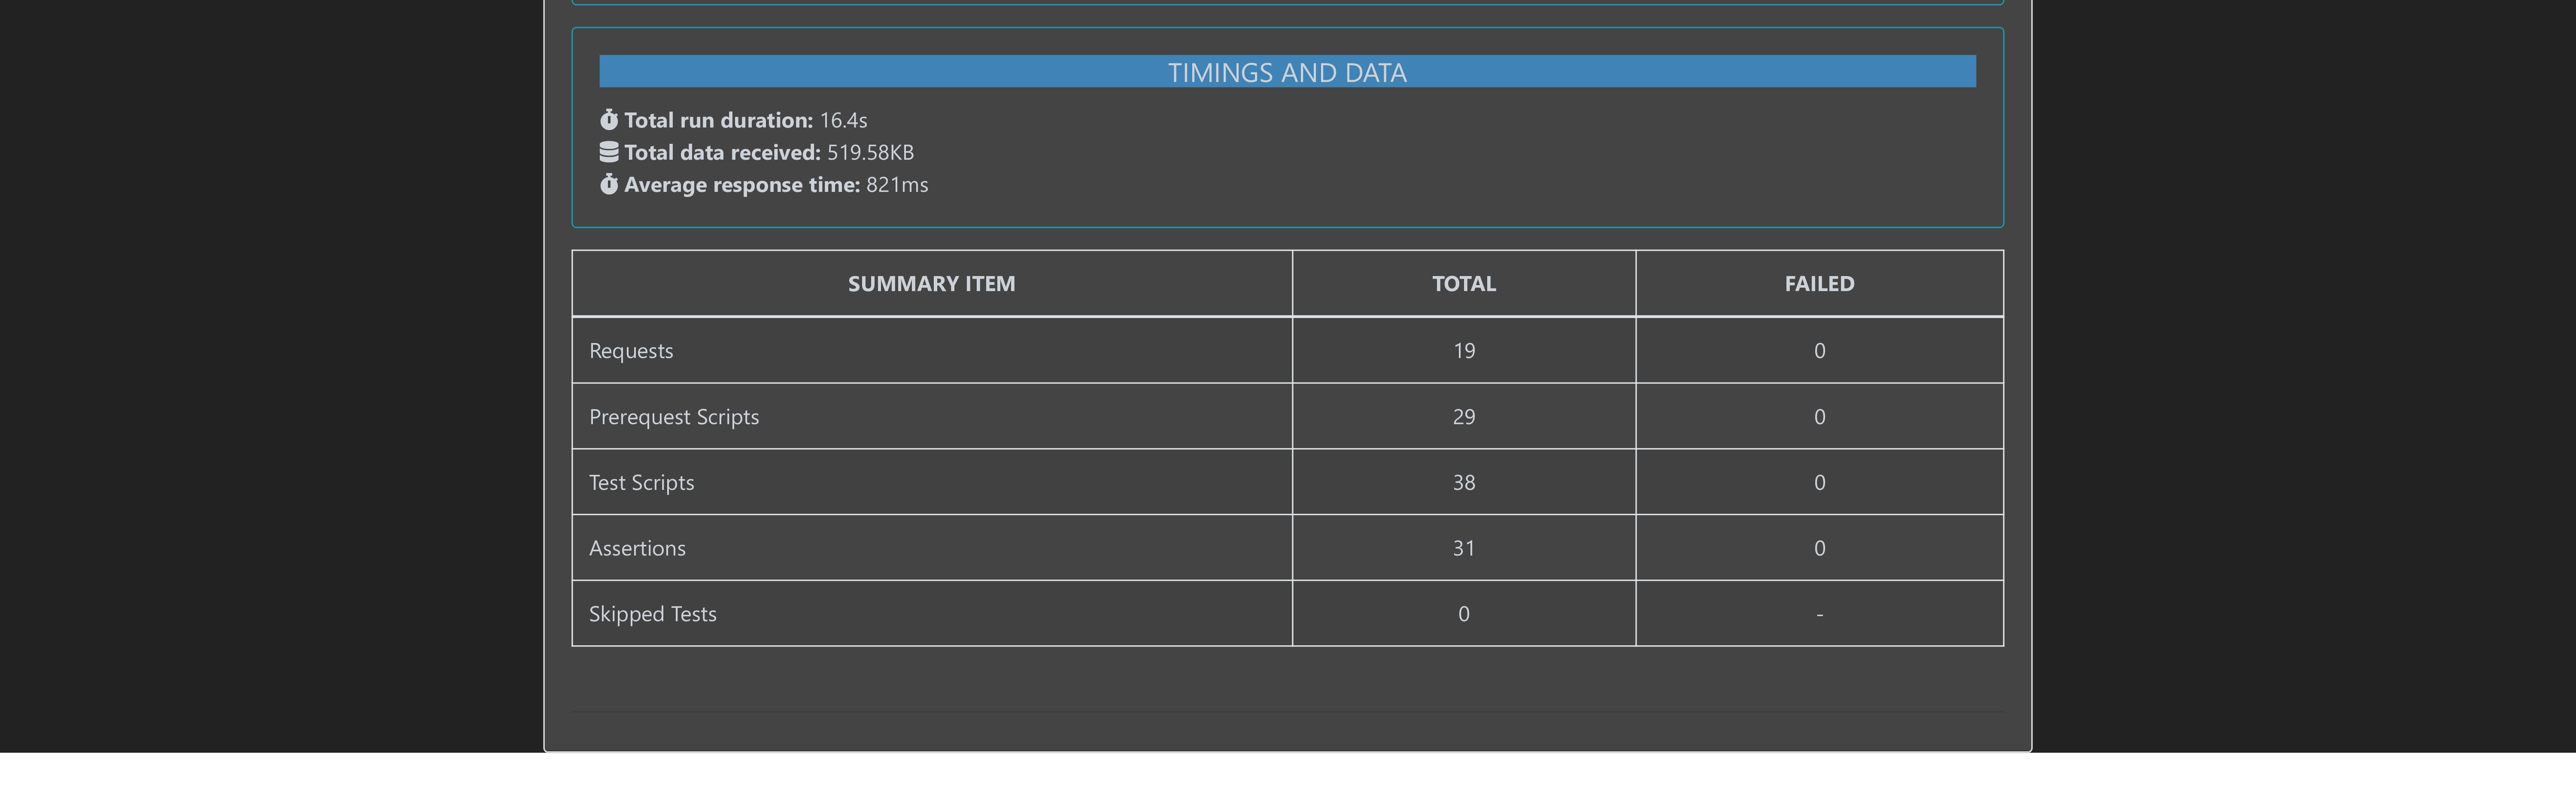 TIMINGS AND DATA
Total run duration: 16.4s
Total data received: 519.58KB
Average response time: 821ms
SUMMARY ITEM TOTAL FAILED
Requests 19 0
Prerequest Scripts 29 0
Test Scripts 38 0
Assertions 31 0
Skipped Tests 0 -